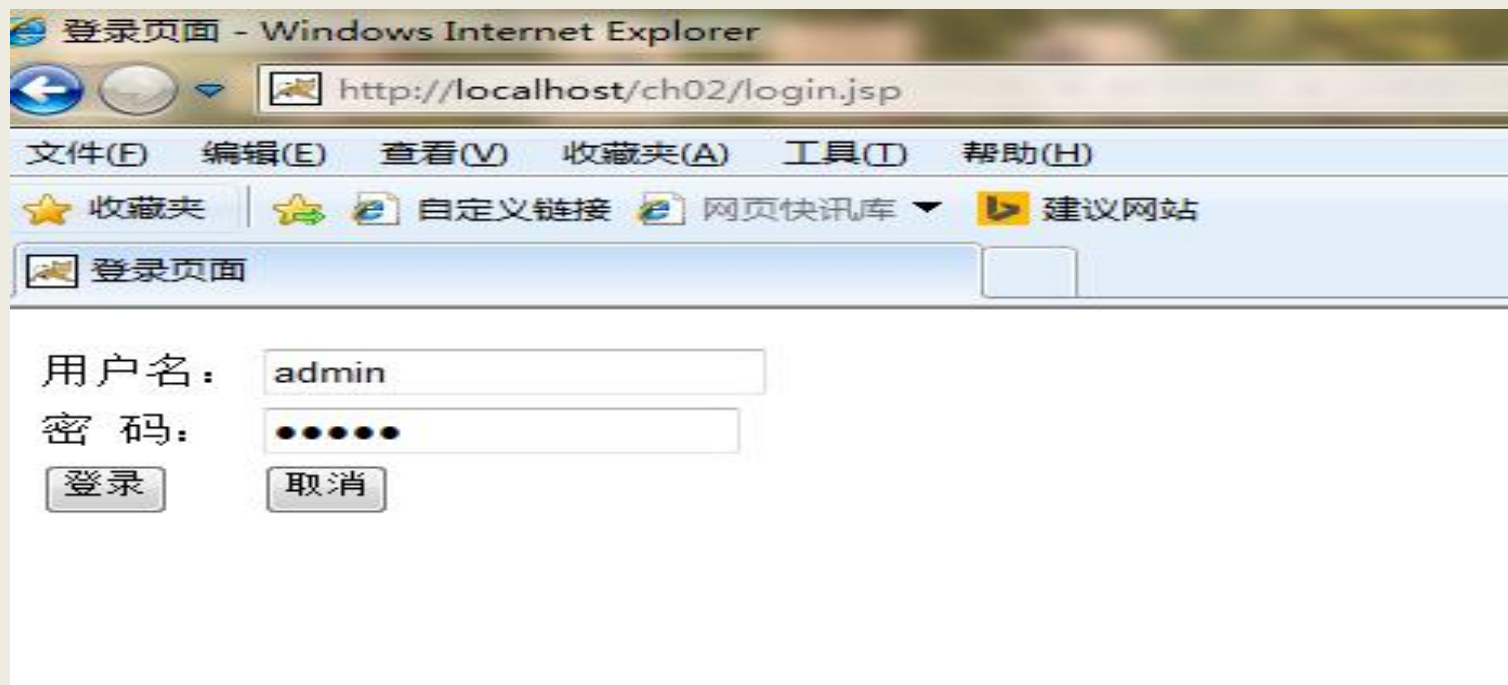 登录页面 - Windows Internet Explorer
http://localhost/ch02/login.jsp
文件(F) 编辑(E) 查看(V) 收藏夹(A) 工具(T) 帮助(H)
收藏夹 自定义链接 网页快讯库 建议网站
登录页面
用户名： admin
密 码： ●●●●●
登录 取消